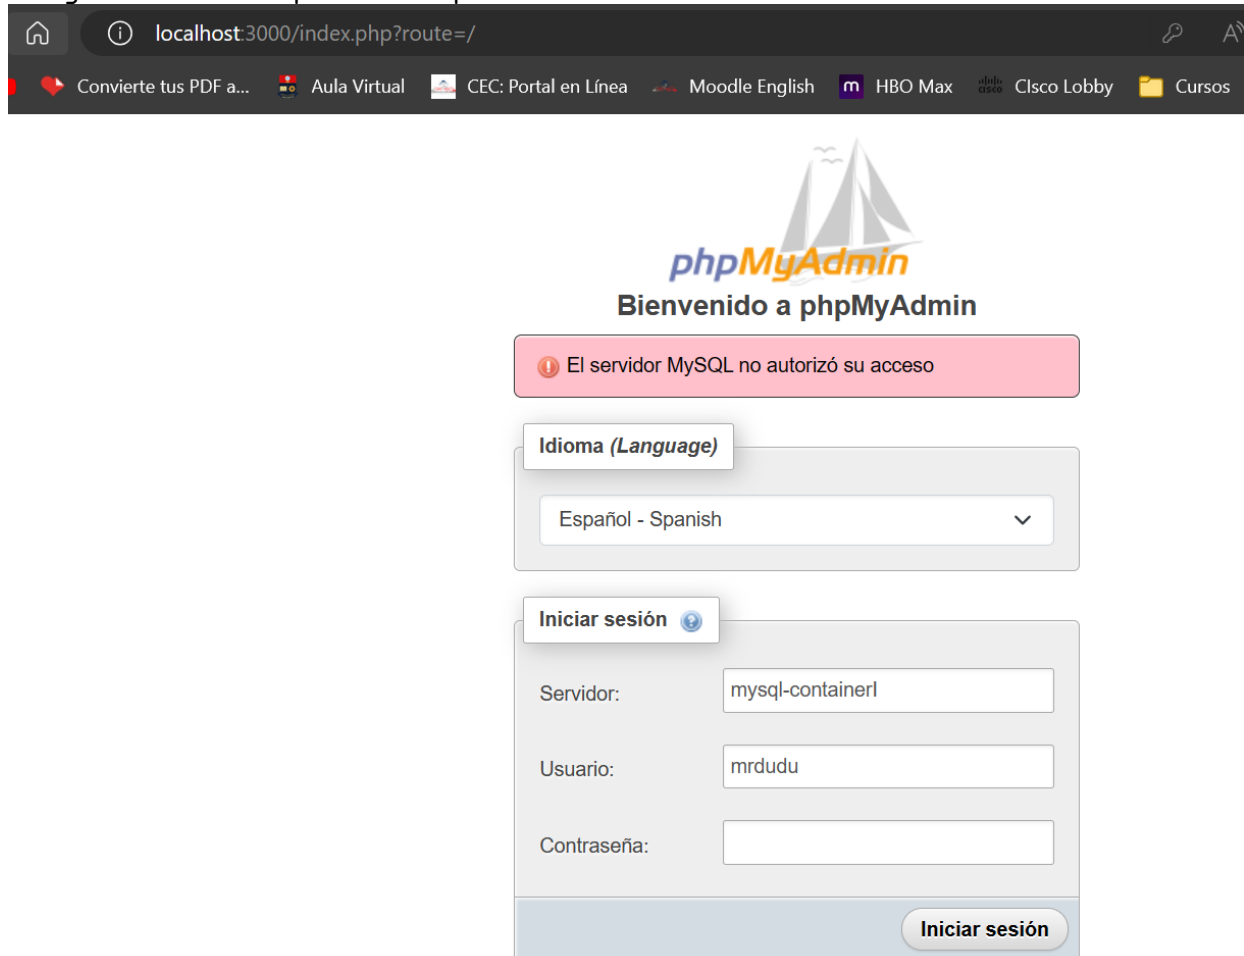 localhost:3000/index.php?route=/
Convierte tus PDF a... Aula Virtual CEC: Portal en Línea Moodle English m HBO Max CIsco Lobby Cursos
phpMyAdmin
Bienvenido a phpMyAdmin
El servidor MySQL no autorizó su acceso
Idioma (Language)
Español - Spanish
Iniciar sesión
Servidor: mysql-containerl
Usuario: mrdudu
Contraseña:
Iniciar sesión